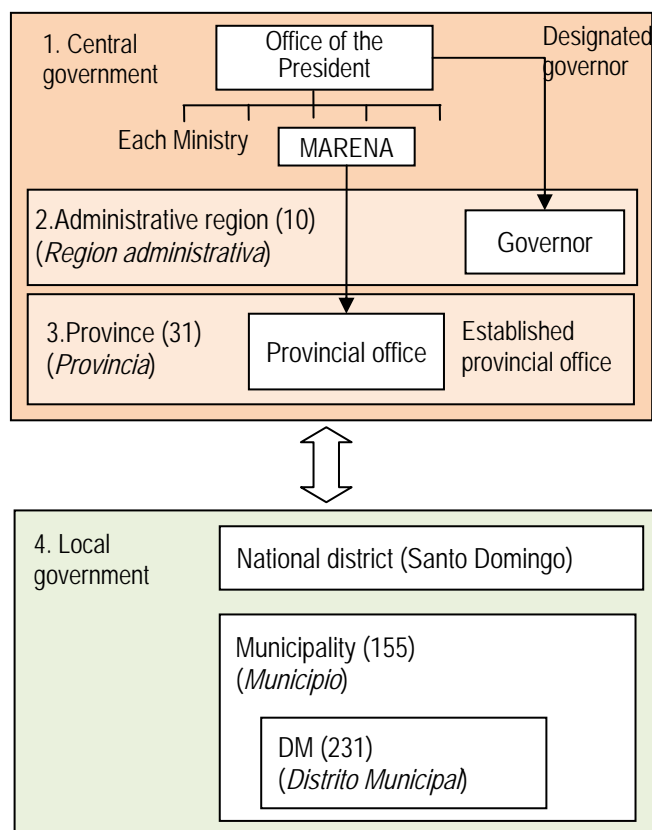 1. Central
government
Office of the
President
Designated
governor
Each Ministry
MARENA
2.Administrative region (10)
(Region administrativa)
Governor
3.Province (31)
(Provincia)
Provincial office
Established
provincial office
4. Local
government
National district (Santo Domingo)
Municipality (155)
(Municipio)
DM (231)
(Distrito Municipal)